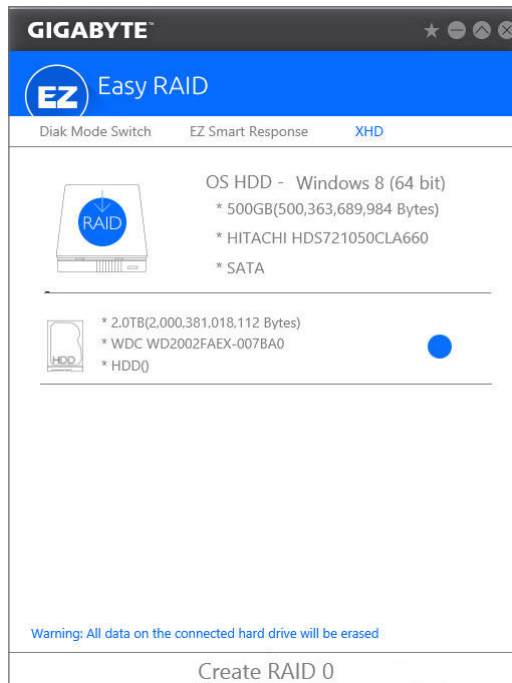 GIGABYTE™
EZ Easy RAID
Diak Mode Switch EZ Smart Response XHD
OS HDD - Windows 8 (64 bit)
* 500GB(500,363,689,984 Bytes)
RAID
* HITACHI HDS721050CLA660
* SATA
* 2.0TB(2,000,381,018,112 Bytes)
* WDC WD2002FAEX-007BA0
HDD
* HDD()
Warning: All data on the connected hard drive will be erased
Create RAID 0